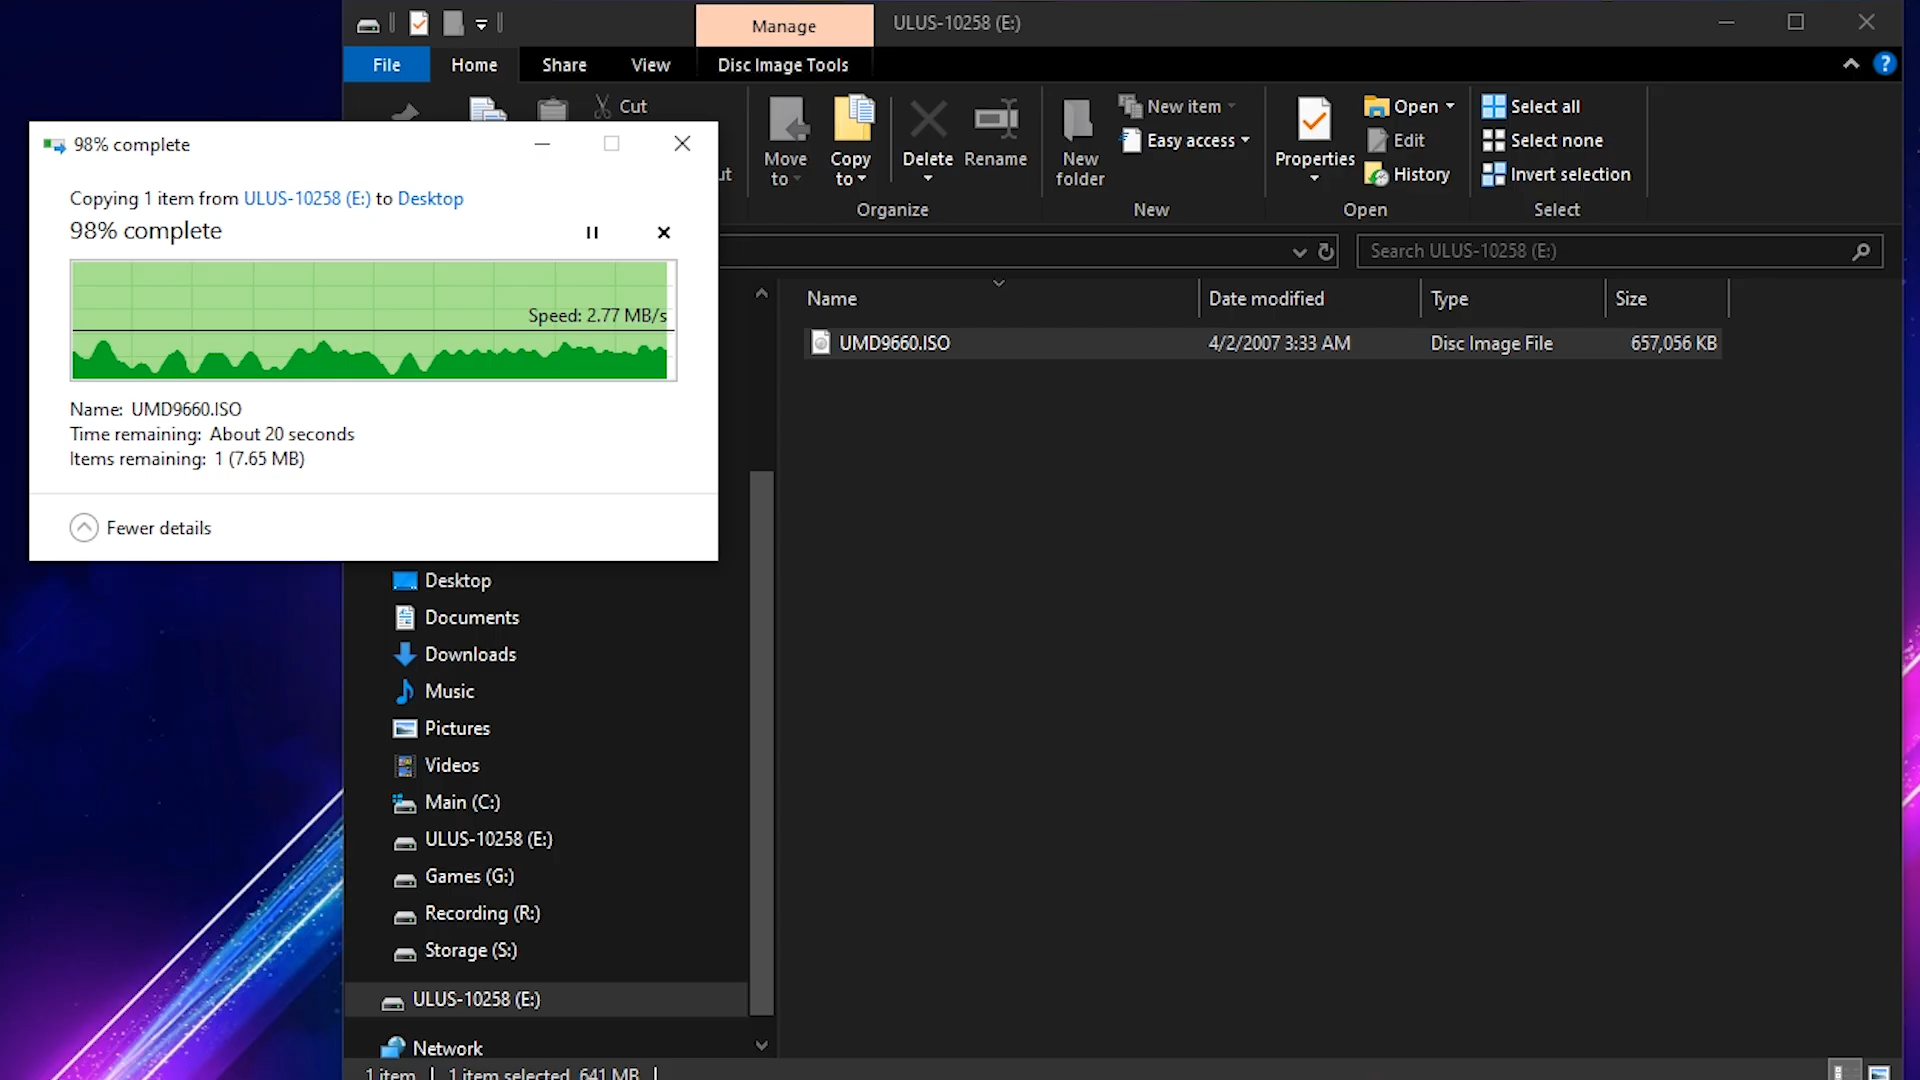 Manage
ULUS-10258 (E:)
File
Home
Share
View
Disc Image Tools
?
Cut
Move to
Copy to
Delete
Rename
Organize
New folder
New item
Easy access
New
Properties
Open
Edit
History
Open
Select all
Select none
Invert selection
Select
Search ULUS-10258 (E:)
98% complete
Copying 1 item from ULUS-10258 (E:) to Desktop
98% complete
Speed: 2.77 MB/s
Name: UMD9660.ISO
Time remaining: About 20 seconds
Items remaining: 1 (7.65 MB)
Fewer details
Name
Date modified
Type
Size
UMD9660.ISO
4/2/2007 3:33 AM
Disc Image File
657,056 KB
Desktop
Documents
Downloads
Music
Pictures
Videos
Main (C:)
ULUS-10258 (E:)
Games (G:)
Recording (R:)
Storage (S:)
ULUS-10258 (E:)
Network
1 item
1 item selected 641 MB